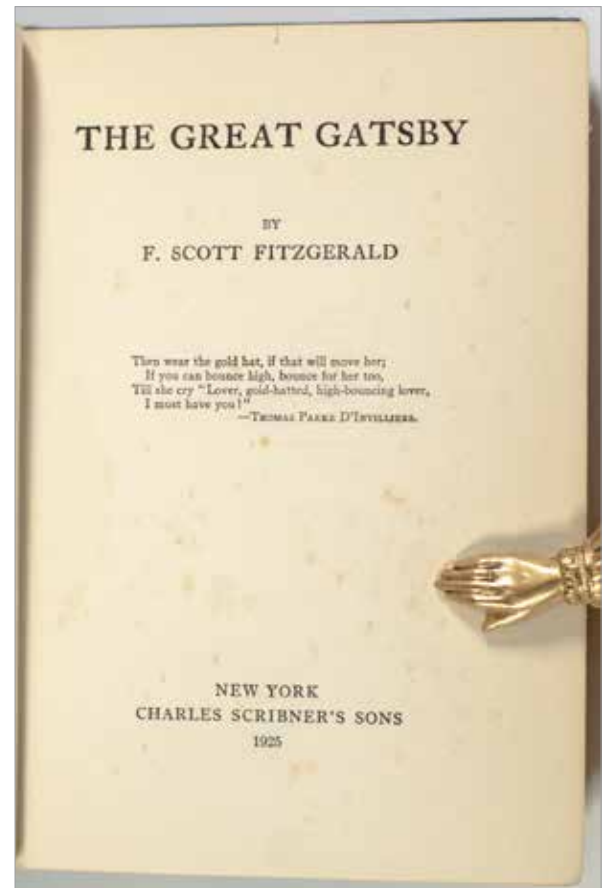 THE GREAT GATSBY
BY
F. SCOTT FITZGERALD
Then wear the gold hat, if that will move her;
If you can bounce high, bounce for her too,
Till she cry "Lover, gold-hatted, high-bouncing lover,
I must have you!"
—THOMAS PARKE D'INVILLIERS.
NEW YORK
CHARLES SCRIBNER'S SONS
1925